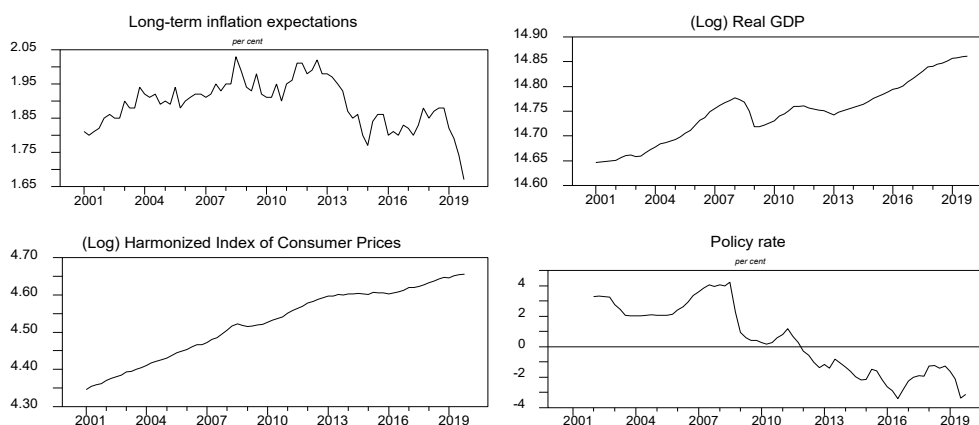 Long-term inflation expectations
per cent
2.05
1.95
1.85
1.75
1.65
2001 2004 2007 2010 2013 2016 2019
(Log) Real GDP
14.90
14.85
14.80
14.75
14.70
14.65
14.60
2001 2004 2007 2010 2013 2016 2019
(Log) Harmonized Index of Consumer Prices
4.70
4.60
4.50
4.40
4.30
2001 2004 2007 2010 2013 2016 2019
Policy rate
per cent
4
2
0
-2
-4
2001 2004 2007 2010 2013 2016 2019